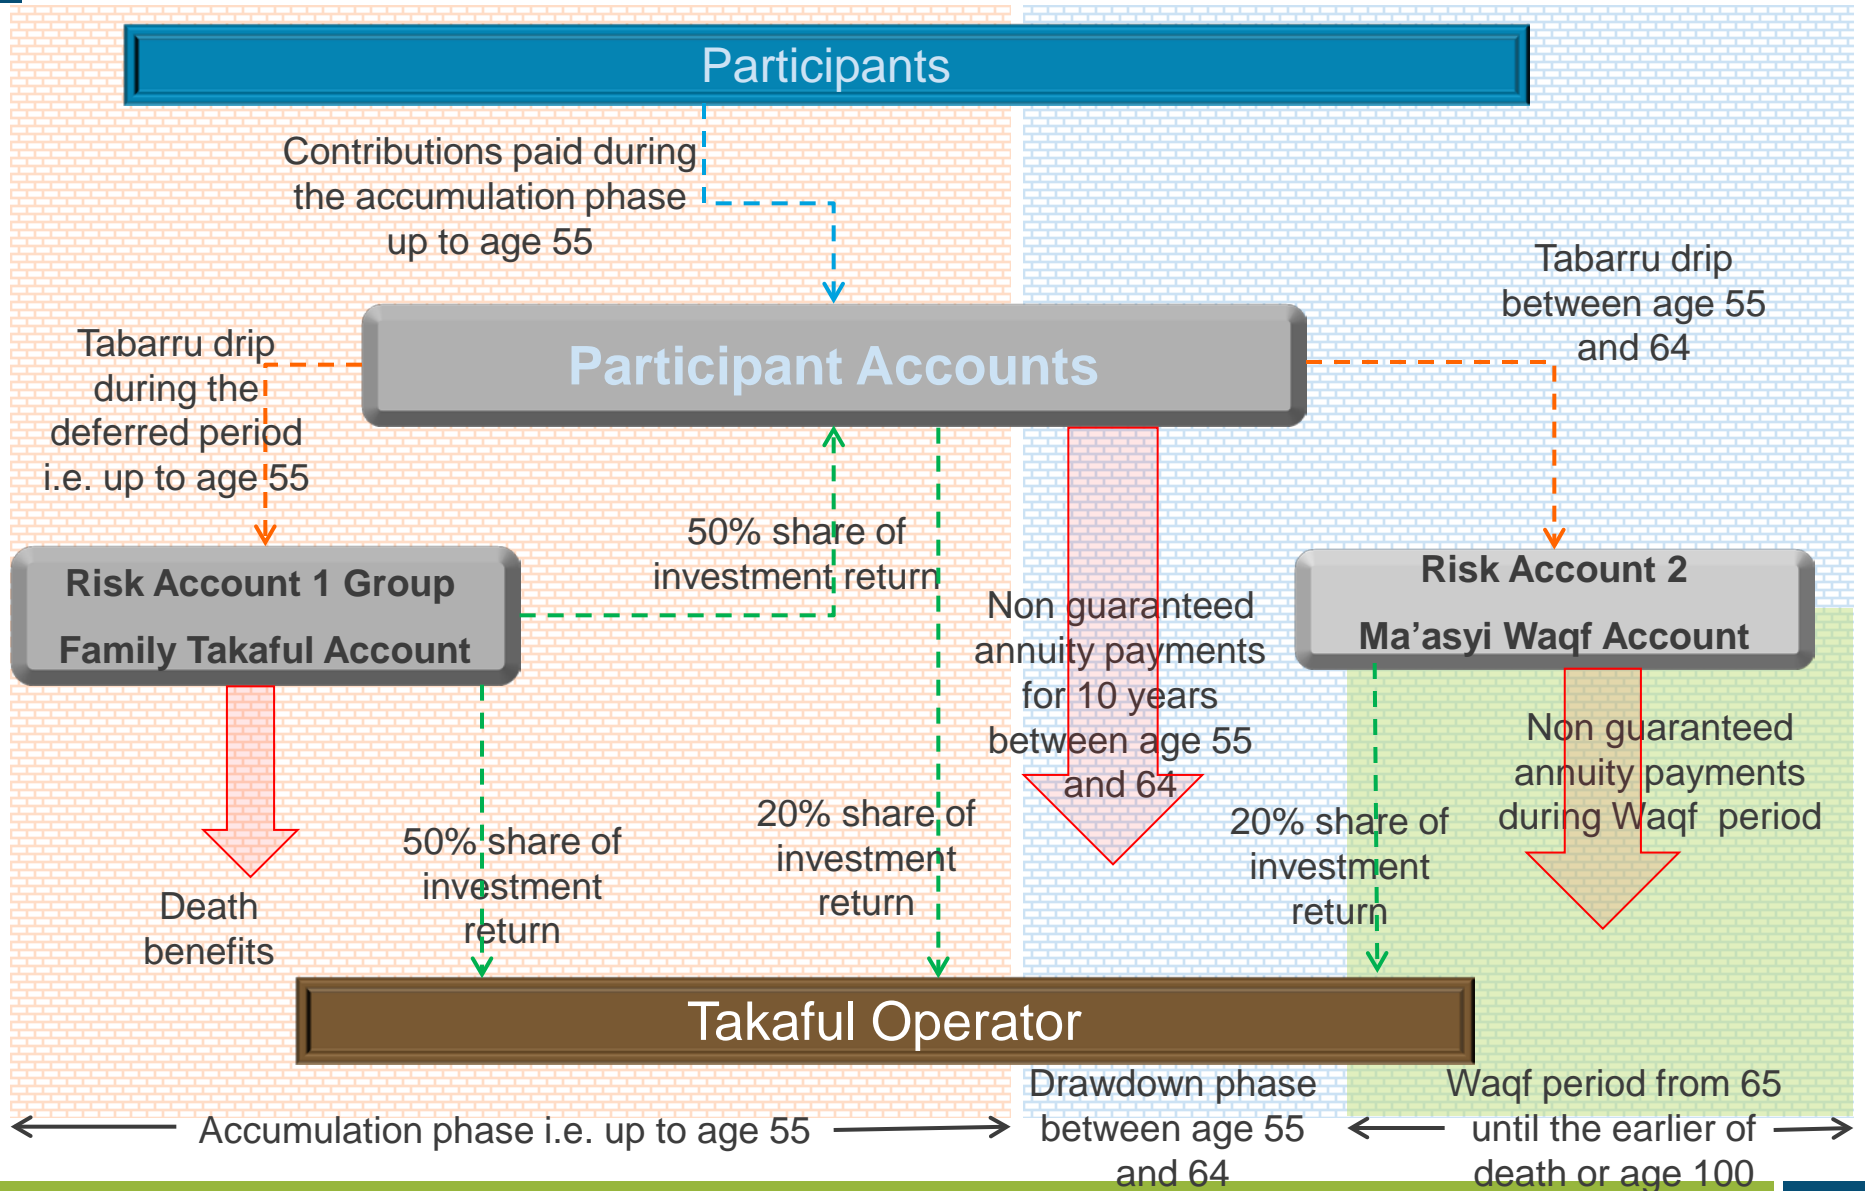 Participants
Contributions paid during
the accumulation phase
up to age 55
Tabarru drip
between age 55
and 64
Tabarru drip
during the
deferred period
i.e. up to age 55
Participant Accounts
50% share of
investment return
Risk Account 1 Group
Family Takaful Account
Non guaranteed
annuity payments
for 10 years
between age 55
and 64
Risk Account 2
Ma’asyi Waqf Account
Non guaranteed
annuity payments
during Waqf  period
Death
benefits
50% share of
investment
return
20% share of
investment
return
20% share of
investment
return
Takaful Operator
Accumulation phase i.e. up to age 55
Drawdown phase
between age 55
and 64
Waqf period from 65
until the earlier of
death or age 100